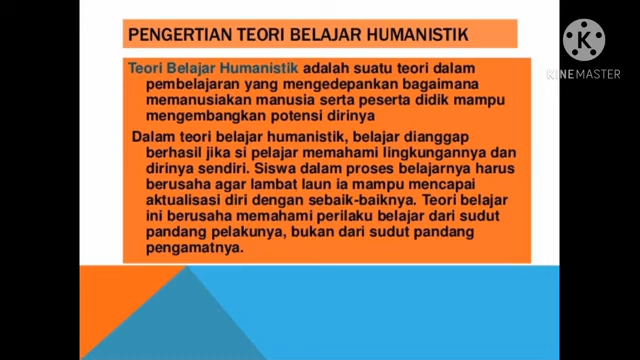 PENGERTIAN TEORI BELAJAR HUMANISTIK
KINEMASTER
Teori Belajar Humanistik adalah suatu teori dalam
pembelajaran yang mengedepankan bagaimana
memanusiakan manusia serta peserta didik mampu
mengembangkan potensi dirinya
Dalam teori belajar humanistik, belajar dianggap
berhasil jika si pelajar memahami lingkungannya dan
dirinya sendiri. Siswa dalam proses belajarnya harus
berusaha agar lambat laun ia mampu mencapai
aktualisasi diri dengan sebaik-baiknya. Teori belajar
ini berusaha memahami perilaku belajar dari sudut
pandang pelakunya, bukan dari sudut pandang
pengamatnya.